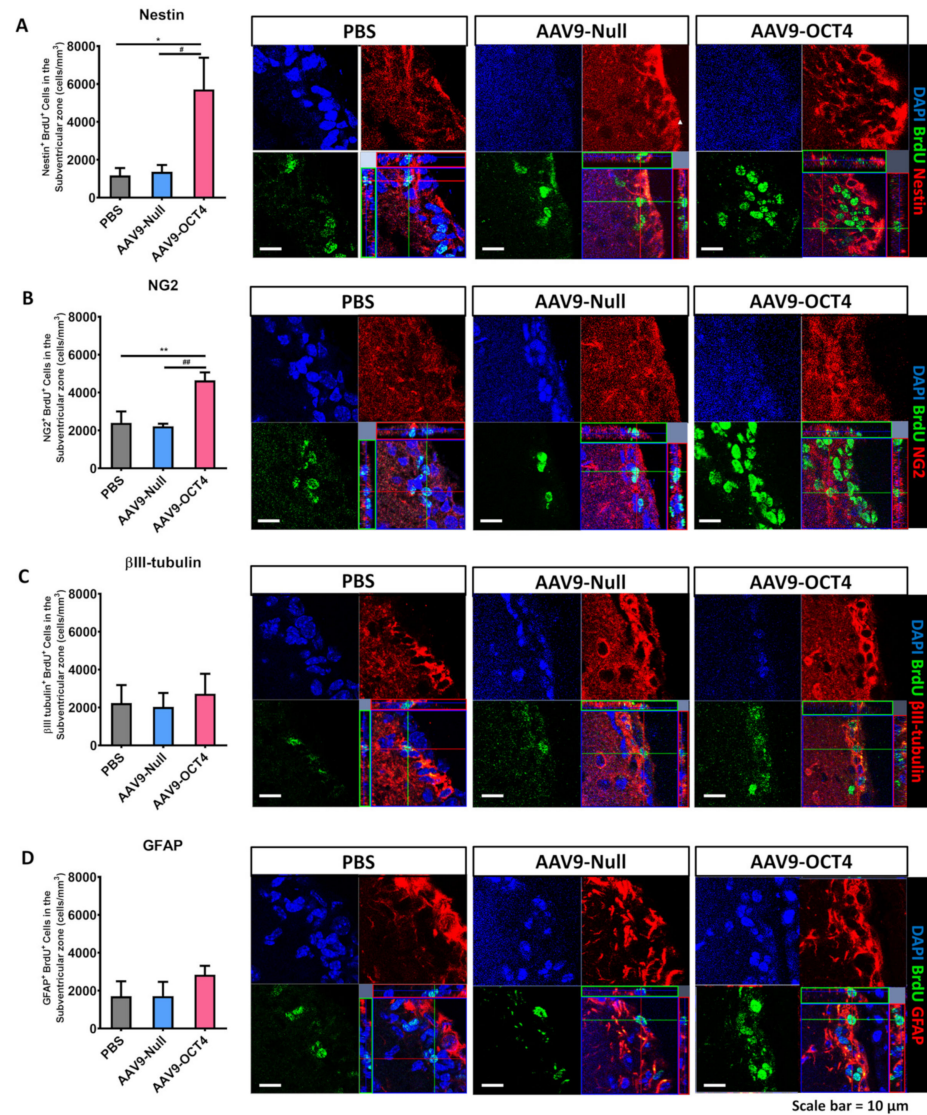 A
Nestin
Nestin⁺ BrdU⁺ Cells in the
Subventricular zone (cells/mm³)
8000
6000
4000
2000
0
*
#
PBS
AAV9-Null
AAV9-OCT4
PBS
AAV9-Null
AAV9-OCT4
DAPI BrdU Nestin
B
NG2
NG2⁺ BrdU⁺ Cells in the
Subventricular zone (cells/mm³)
8000
6000
4000
2000
0
**
##
PBS
AAV9-Null
AAV9-OCT4
PBS
AAV9-Null
AAV9-OCT4
DAPI BrdU NG2
C
βIII-tubulin
βIII tubulin⁺ BrdU⁺ Cells in the
Subventricular zone (cells/mm³)
8000
6000
4000
2000
0
PBS
AAV9-Null
AAV9-OCT4
PBS
AAV9-Null
AAV9-OCT4
DAPI BrdU βIII-tubulin
D
GFAP
GFAP⁺ BrdU⁺ Cells in the
Subventricular zone (cells/mm³)
8000
6000
4000
2000
0
PBS
AAV9-Null
AAV9-OCT4
PBS
AAV9-Null
AAV9-OCT4
DAPI BrdU GFAP
Scale bar = 10 μm